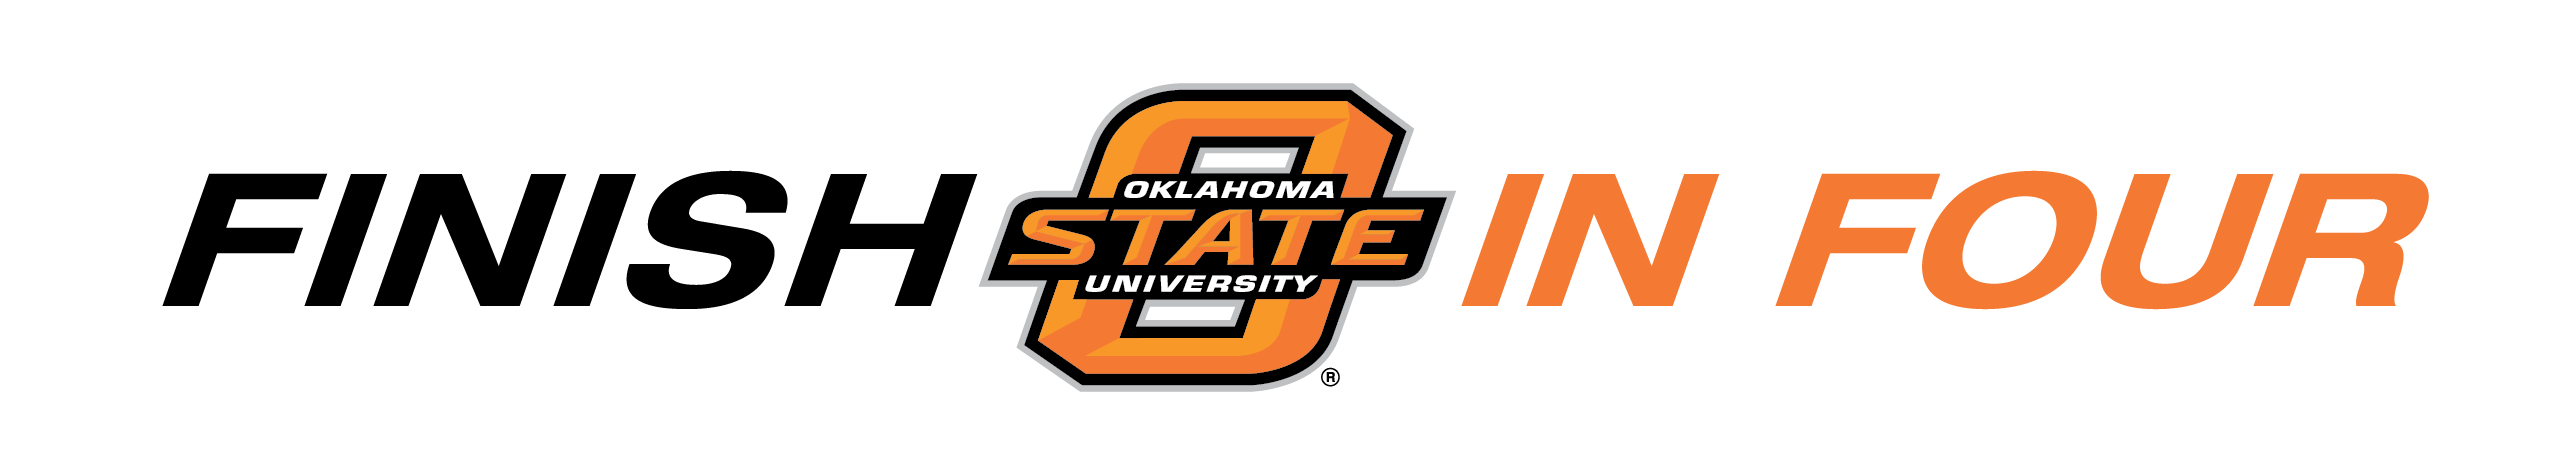 FINISH
OKLAHOMA
STATE
UNIVERSITY
®
IN FOUR